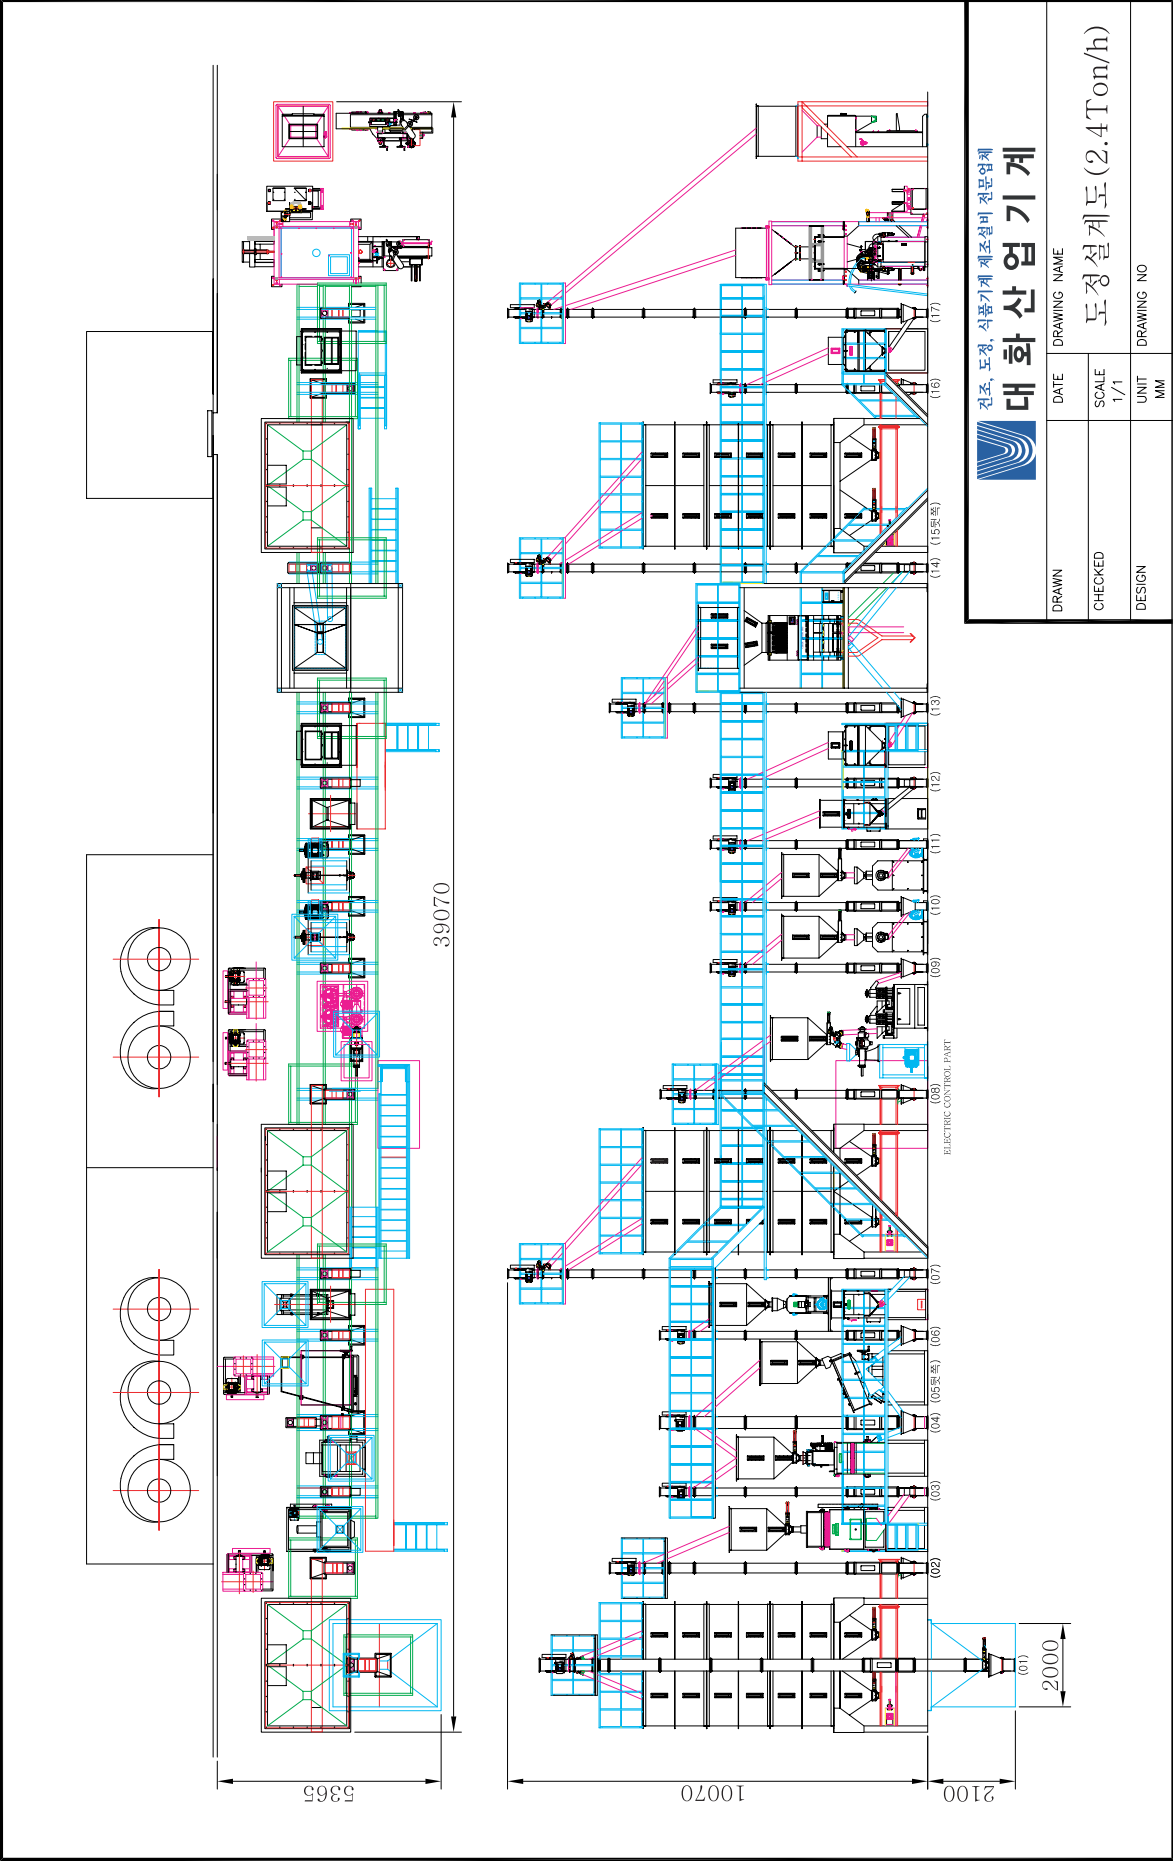 39070
5365
10070
2100
2000
(01)
(02)
(03)
(04)
(05뒷쪽)
(06)
(07)
(08)
(09)
(10)
(11)
(12)
(13)
(14)
(15뒷쪽)
(16)
(17)
ELECTRIC CONTROL PART
건조, 도정, 식품기계 제조설비 전문업체
대화산업기계
DRAWN
DATE
DRAWING NAME
도정설계도(2.4Ton/h)
CHECKED
SCALE
1/1
DESIGN
UNIT
MM
DRAWING NO